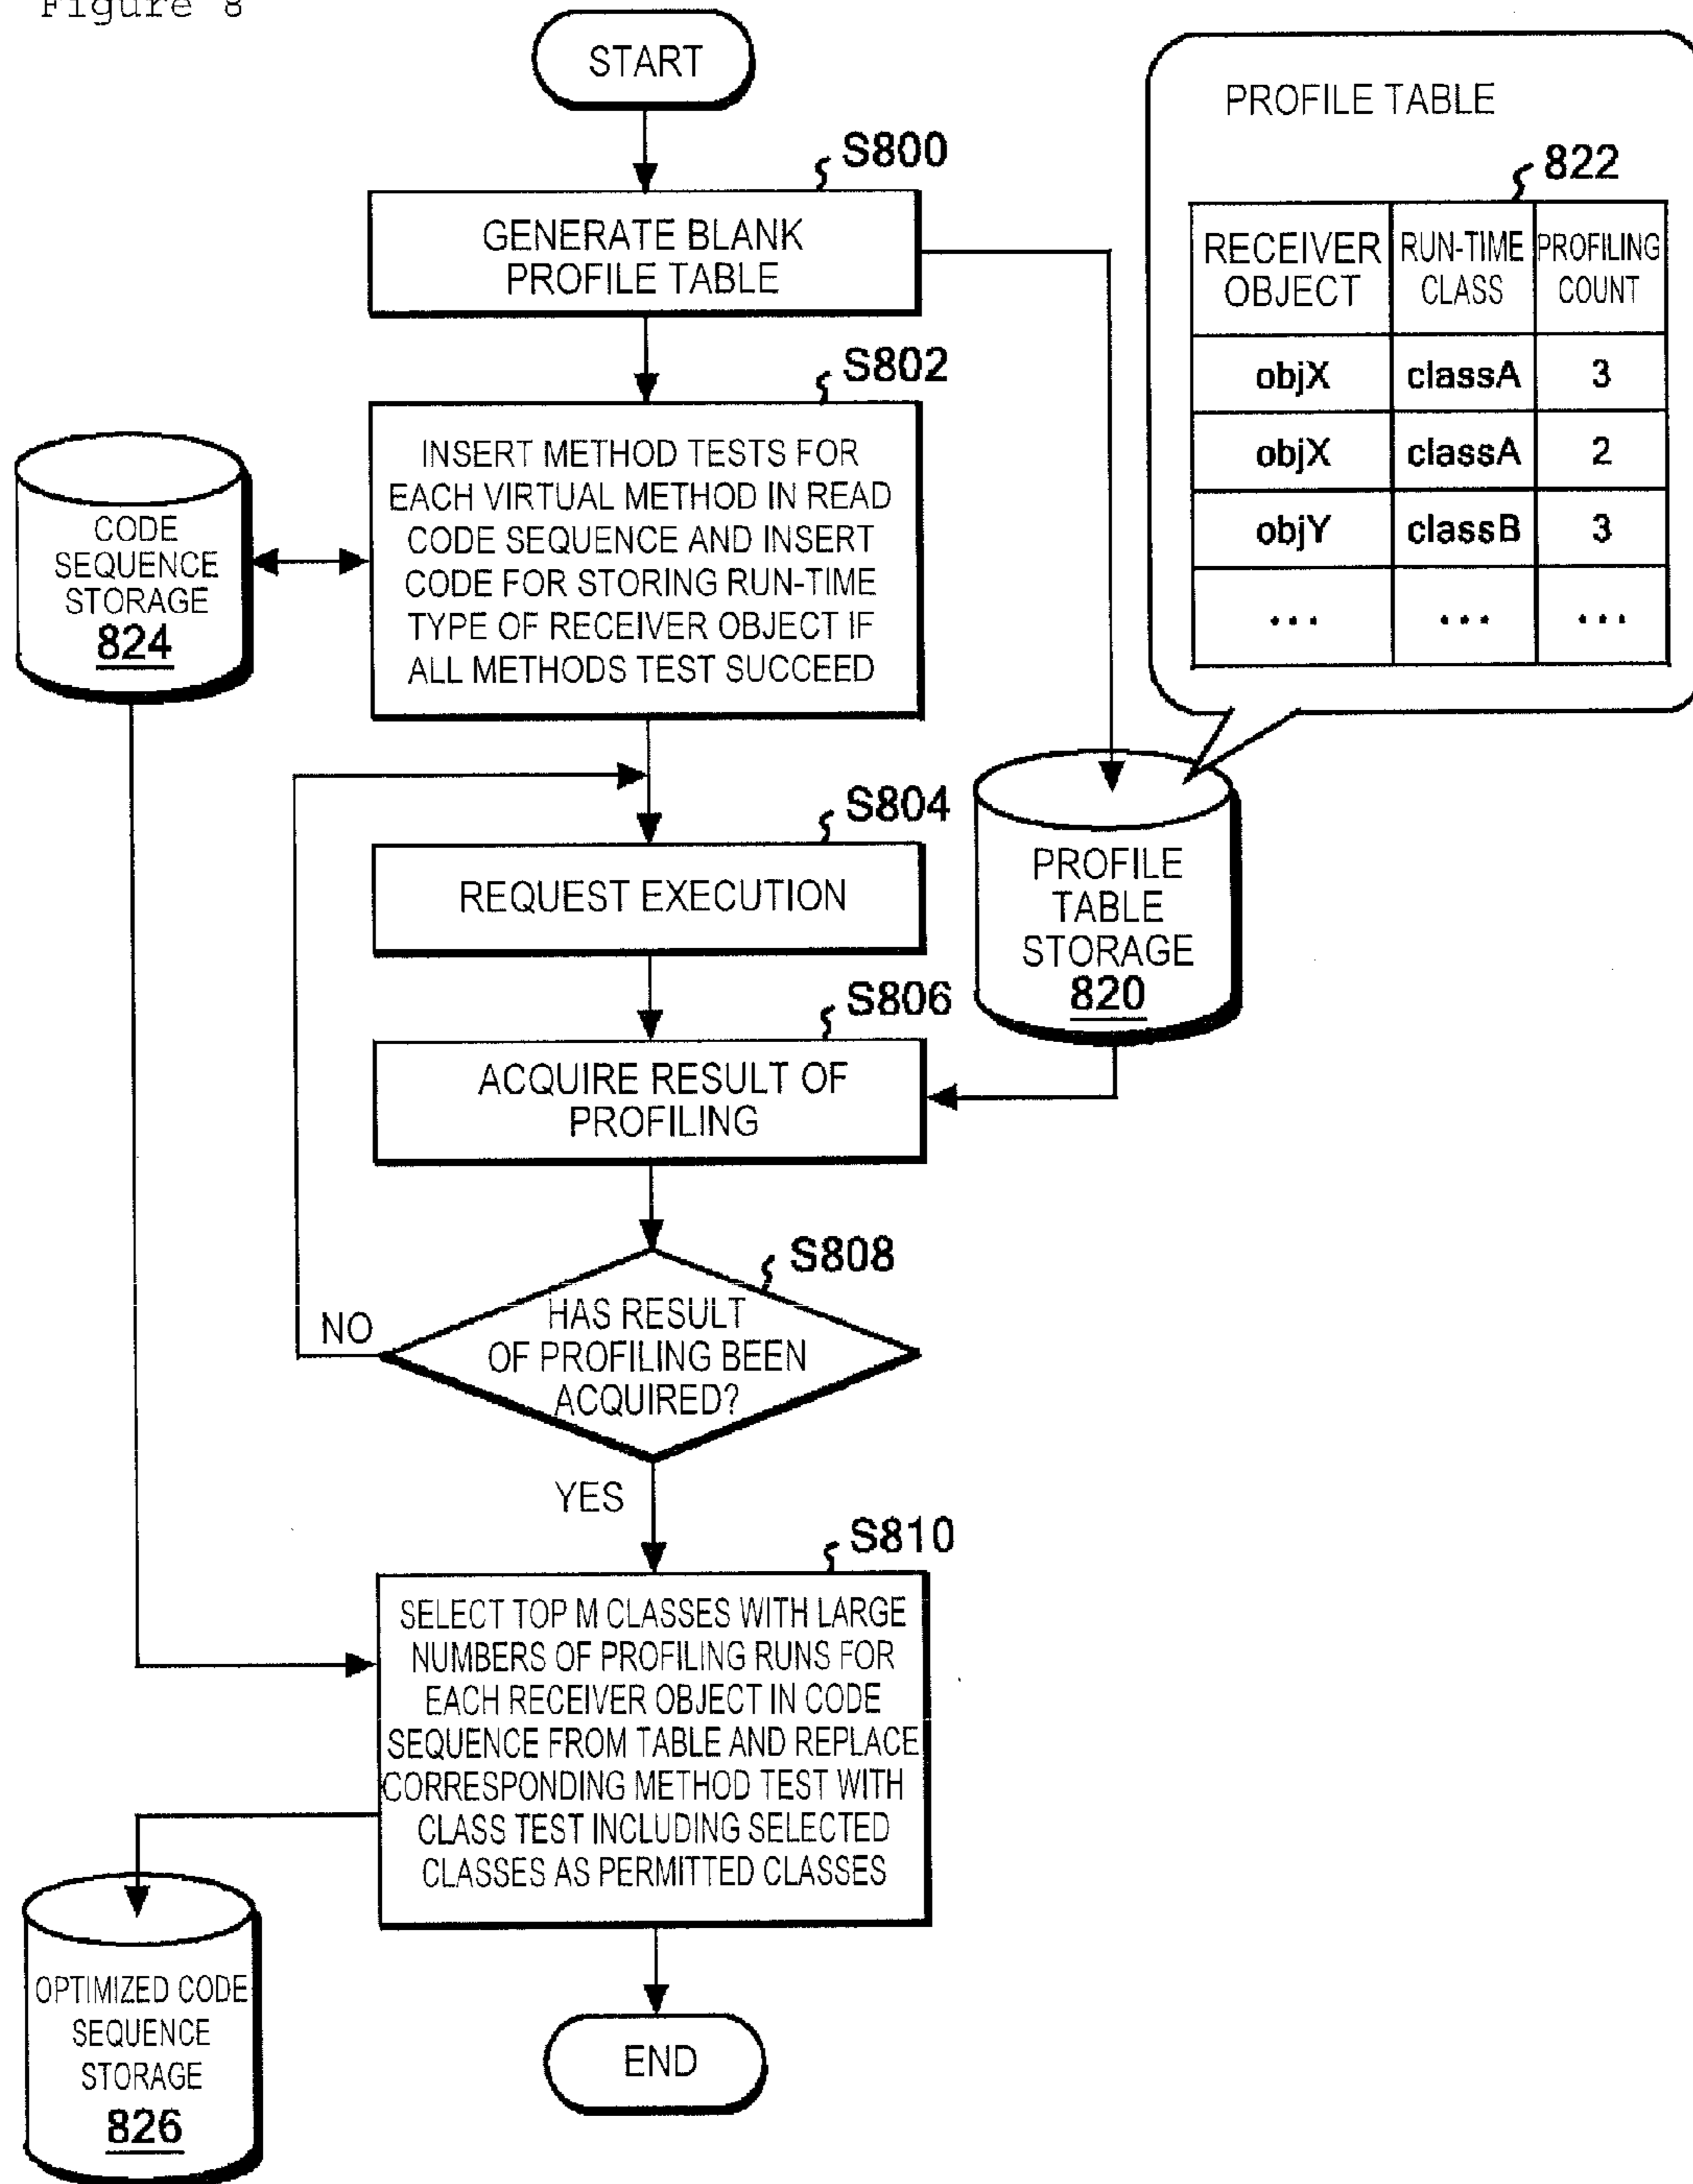 Figure 8
START
PROFILE TABLE
S800
822
GENERATE BLANK
PROFILE TABLE
RECEIVER OBJECT RUN-TIME CLASS PROFILING COUNT
objX classA 3
objX classA 2
objY classB 3
... ... ...
S802
INSERT METHOD TESTS FOR
EACH VIRTUAL METHOD IN READ
CODE SEQUENCE AND INSERT
CODE FOR STORING RUN-TIME
TYPE OF RECEIVER OBJECT IF
ALL METHODS TEST SUCCEED
CODE
SEQUENCE
STORAGE
824
S804
REQUEST EXECUTION
PROFILE
TABLE
STORAGE
820
S806
ACQUIRE RESULT OF
PROFILING
S808
HAS RESULT
OF PROFILING BEEN
ACQUIRED?
NO
YES
S810
SELECT TOP M CLASSES WITH LARGE
NUMBERS OF PROFILING RUNS FOR
EACH RECEIVER OBJECT IN CODE
SEQUENCE FROM TABLE AND REPLACE
CORRESPONDING METHOD TEST WITH
CLASS TEST INCLUDING SELECTED
CLASSES AS PERMITTED CLASSES
OPTIMIZED CODE
SEQUENCE
STORAGE
826
END